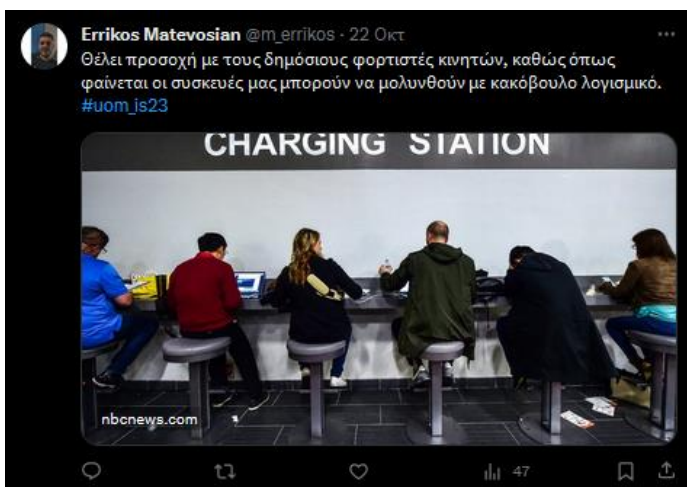 Errikos Matevosian @m_errikos · 22 Οκτ
Θέλει προσοχή με τους δημόσιους φορτιστές κινητών, καθώς όπως
φαίνεται οι συσκευές μας μπορούν να μολυνθούν με κακόβουλο λογισμικό.
#uom_is23
CHARGING STATION
nbcnews.com
47